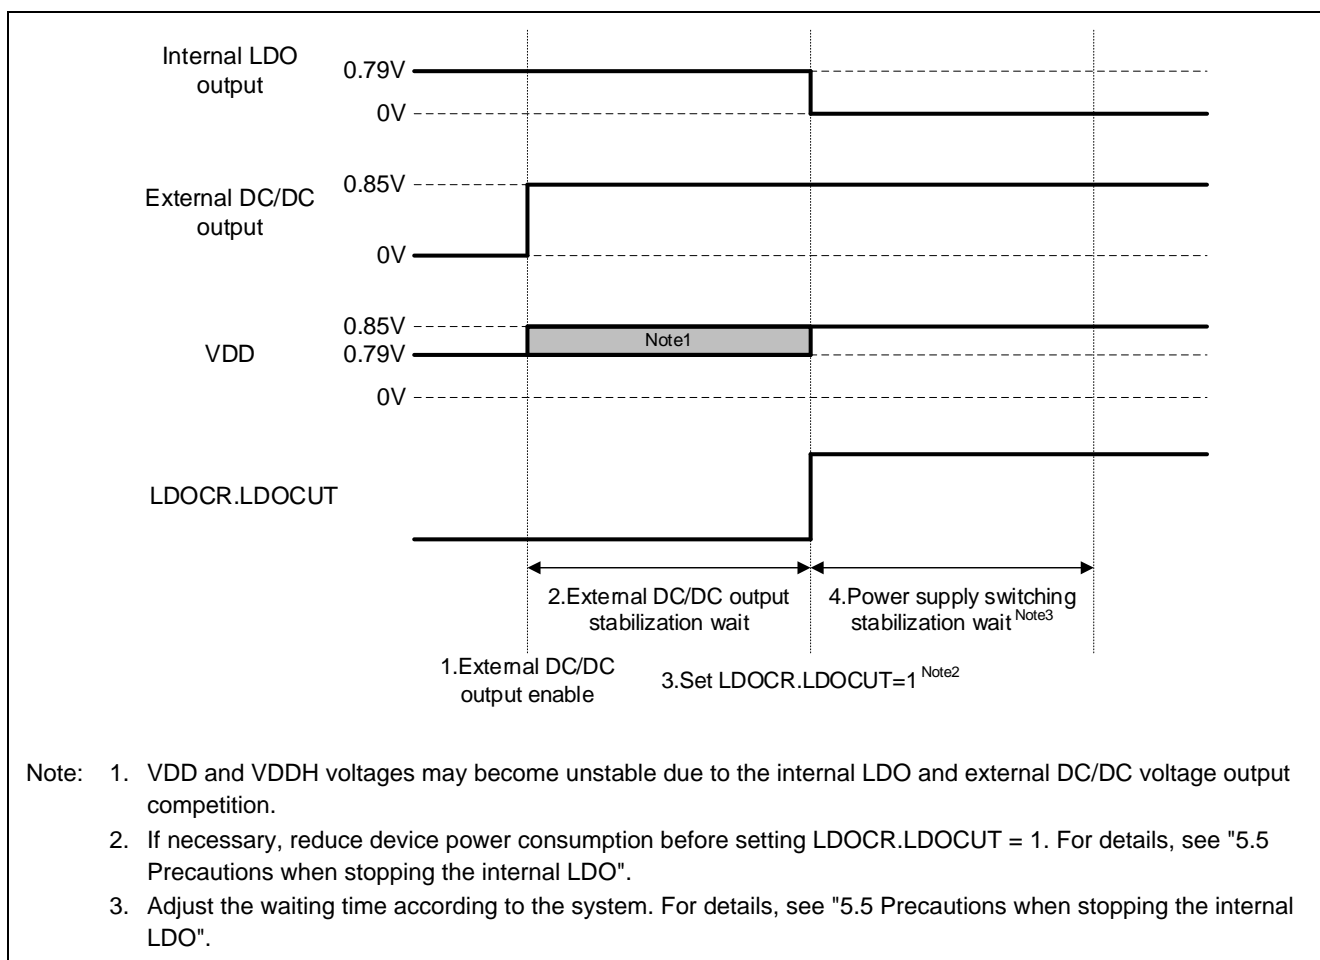 Internal LDO
output
0.79V
0V
External DC/DC
output
0.85V
0V
VDD
0.85V
0.79V
0V
Note1
LDOCR.LDOCUT
2.External DC/DC output
stabilization wait
4.Power supply switching
stabilization wait Note3
1.External DC/DC
output enable
3.Set LDOCR.LDOCUT=1 Note2
Note: 1. VDD and VDDH voltages may become unstable due to the internal LDO and external DC/DC voltage output
competition.
2. If necessary, reduce device power consumption before setting LDOCR.LDOCUT = 1. For details, see "5.5
Precautions when stopping the internal LDO".
3. Adjust the waiting time according to the system. For details, see "5.5 Precautions when stopping the internal
LDO".